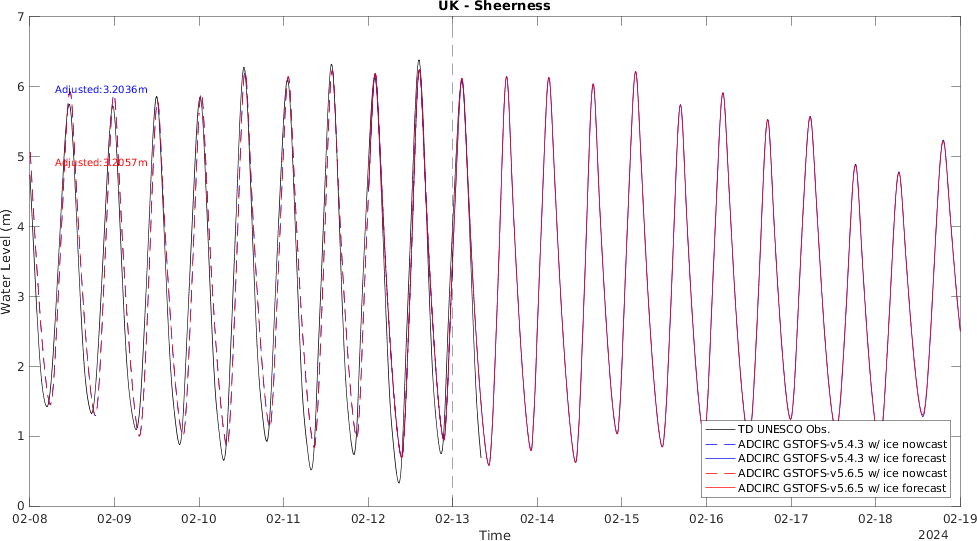 UK - Sheerness
7
6
5
4
3
2
1
0
Water Level (m)
Adjusted:3.2036m
Adjusted:3.2057m
TD UNESCO Obs.
ADCIRC GSTOFS-v5.4.3 w/ ice nowcast
ADCIRC GSTOFS-v5.4.3 w/ ice forecast
ADCIRC GSTOFS-v5.6.5 w/ ice nowcast
ADCIRC GSTOFS-v5.6.5 w/ ice forecast
02-08 02-09 02-10 02-11 02-12 02-13 02-14 02-15 02-16 02-17 02-18 02-19
Time
2024